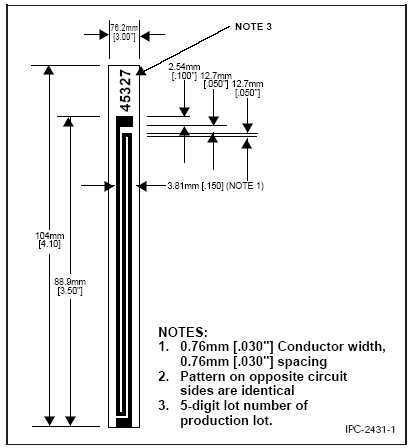 76.2mm
[3.00"]
NOTE 3
45327
2.54mm
[.100"]
12.7mm
[.050"]
12.7mm
[.050"]
3.81mm [.150] (NOTE 1)
104mm
[4.10]
88.9mm
[3.50"]
NOTES:
1. 0.76mm [.030"] Conductor width,
0.76mm [.030"] spacing
2. Pattern on opposite circuit
sides are identical
3. 5-digit lot number of
production lot.
IPC-2431-1